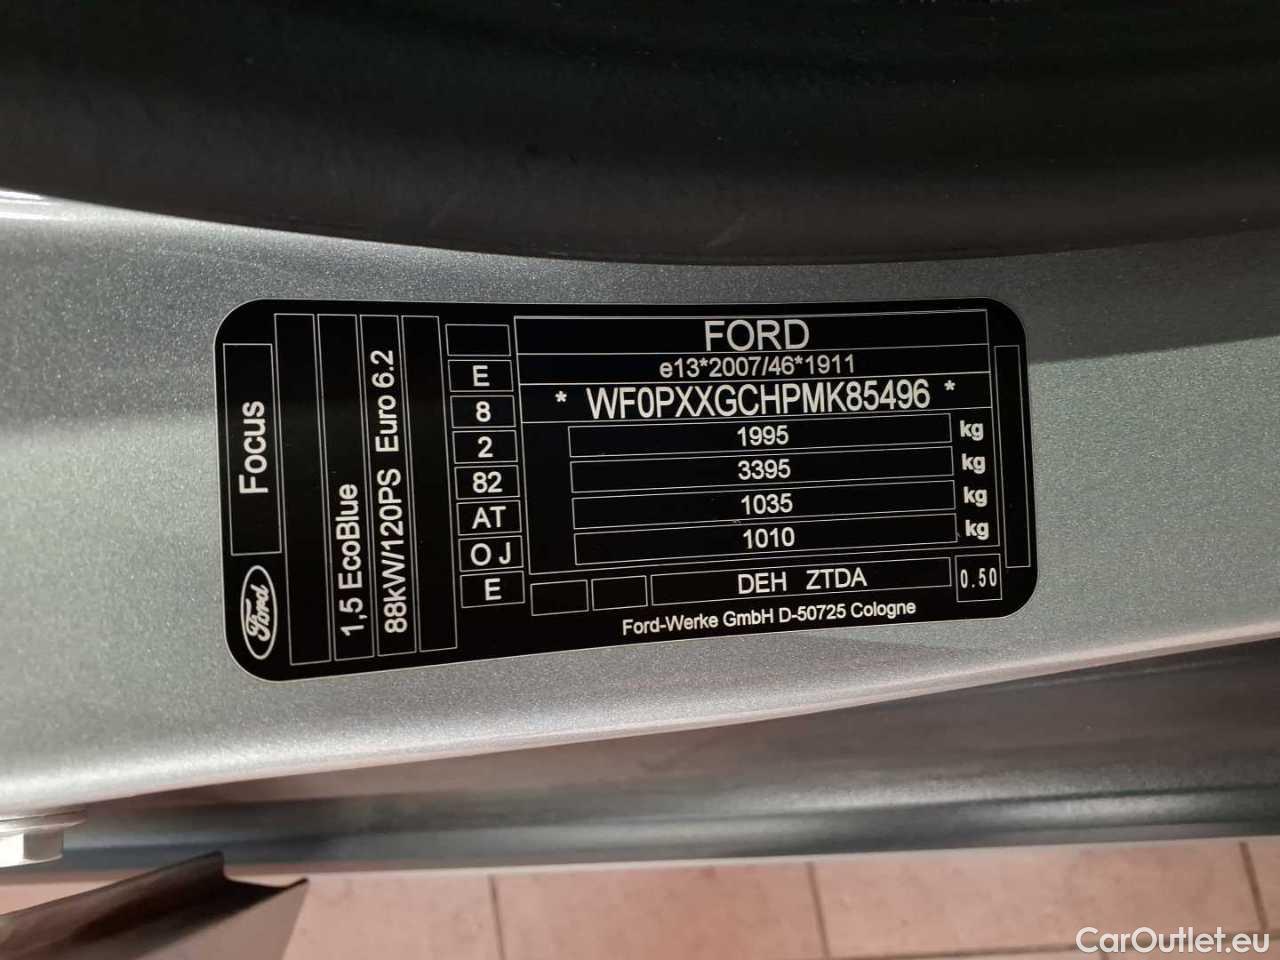 FORD
e13*2007/46*1911
* WF0PXXGCHPMK85496 *
1995 kg
3395 kg
1035 kg
1010 kg
DEH ZTDA
0.50
Ford-Werke GmbH D-50725 Cologne
E
8
2
82
AT
O J
E
Focus
Ford
1,5 EcoBlue
88kW/120PS Euro 6.2
CarOutlet.eu